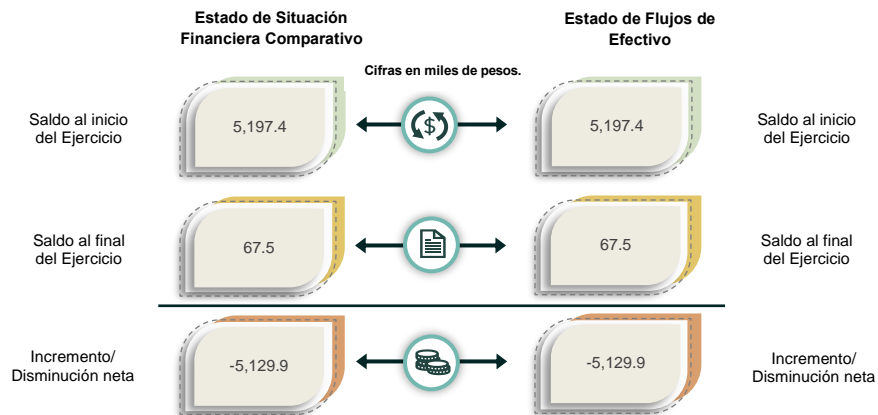 Estado de Situación
Financiera Comparativo
Estado de Flujos de
Efectivo
Cifras en miles de pesos.
Saldo al inicio
del Ejercicio
5,197.4
$
5,197.4
Saldo al inicio
del Ejercicio
Saldo al final
del Ejercicio
67.5
67.5
Saldo al final
del Ejercicio
Incremento/
Disminución neta
-5,129.9
-5,129.9
Incremento/
Disminución neta